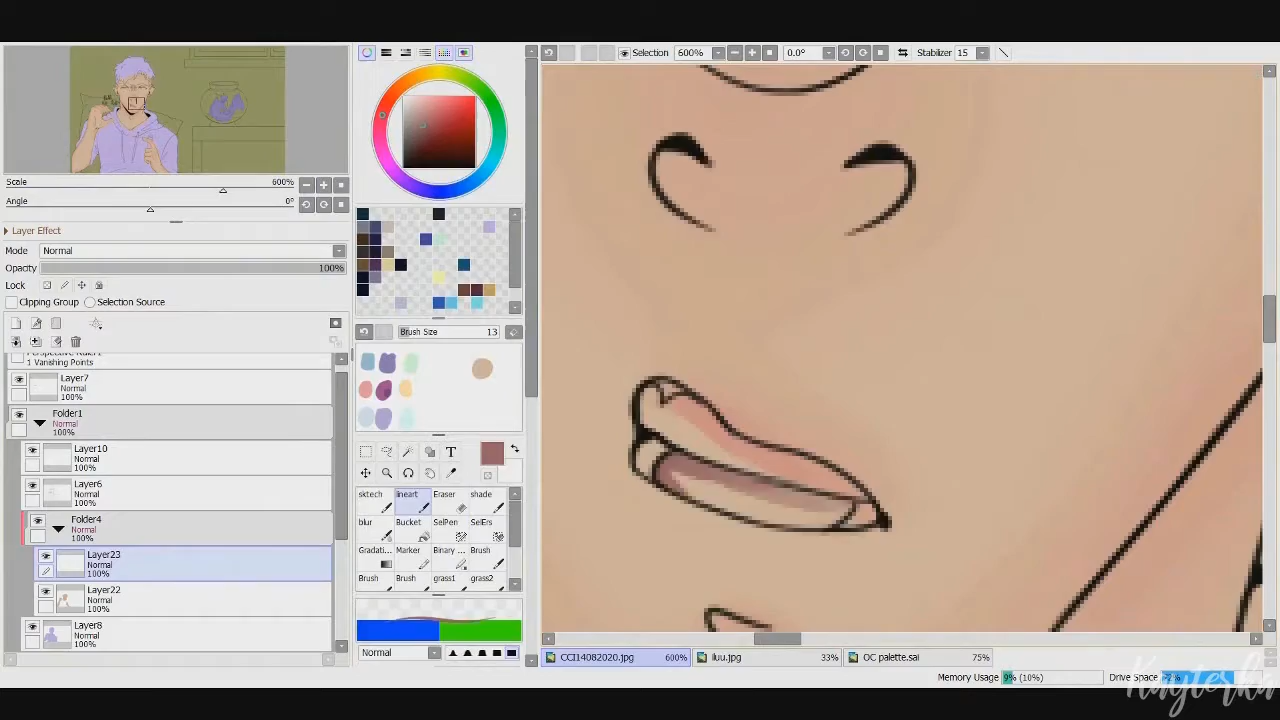 Selection 600% 0.0° Stabilizer 15
Scale 600%
Angle 0°
Layer Effect
Mode Normal
Opacity 100%
Lock
Clipping Group Selection Source
Brush Size 13
1 Vanishing Points
Layer7
Normal
100%
Folder1
Normal
100%
Layer10
Normal
100%
Layer6
Normal
100%
Folder4
Normal
100%
Layer23
Normal
100%
Layer22
Normal
100%
Layer8
Normal
100%
T
sktech lineart Eraser shade
blur Bucket SelPen SelErs
Gradati... Marker Binary ... Brush
Brush Brush grass1 grass2
Normal
CCI14082020.jpg 600% iluu.jpg 33% OC palette.sai 75%
Memory Usage 9% (10%) Drive Space